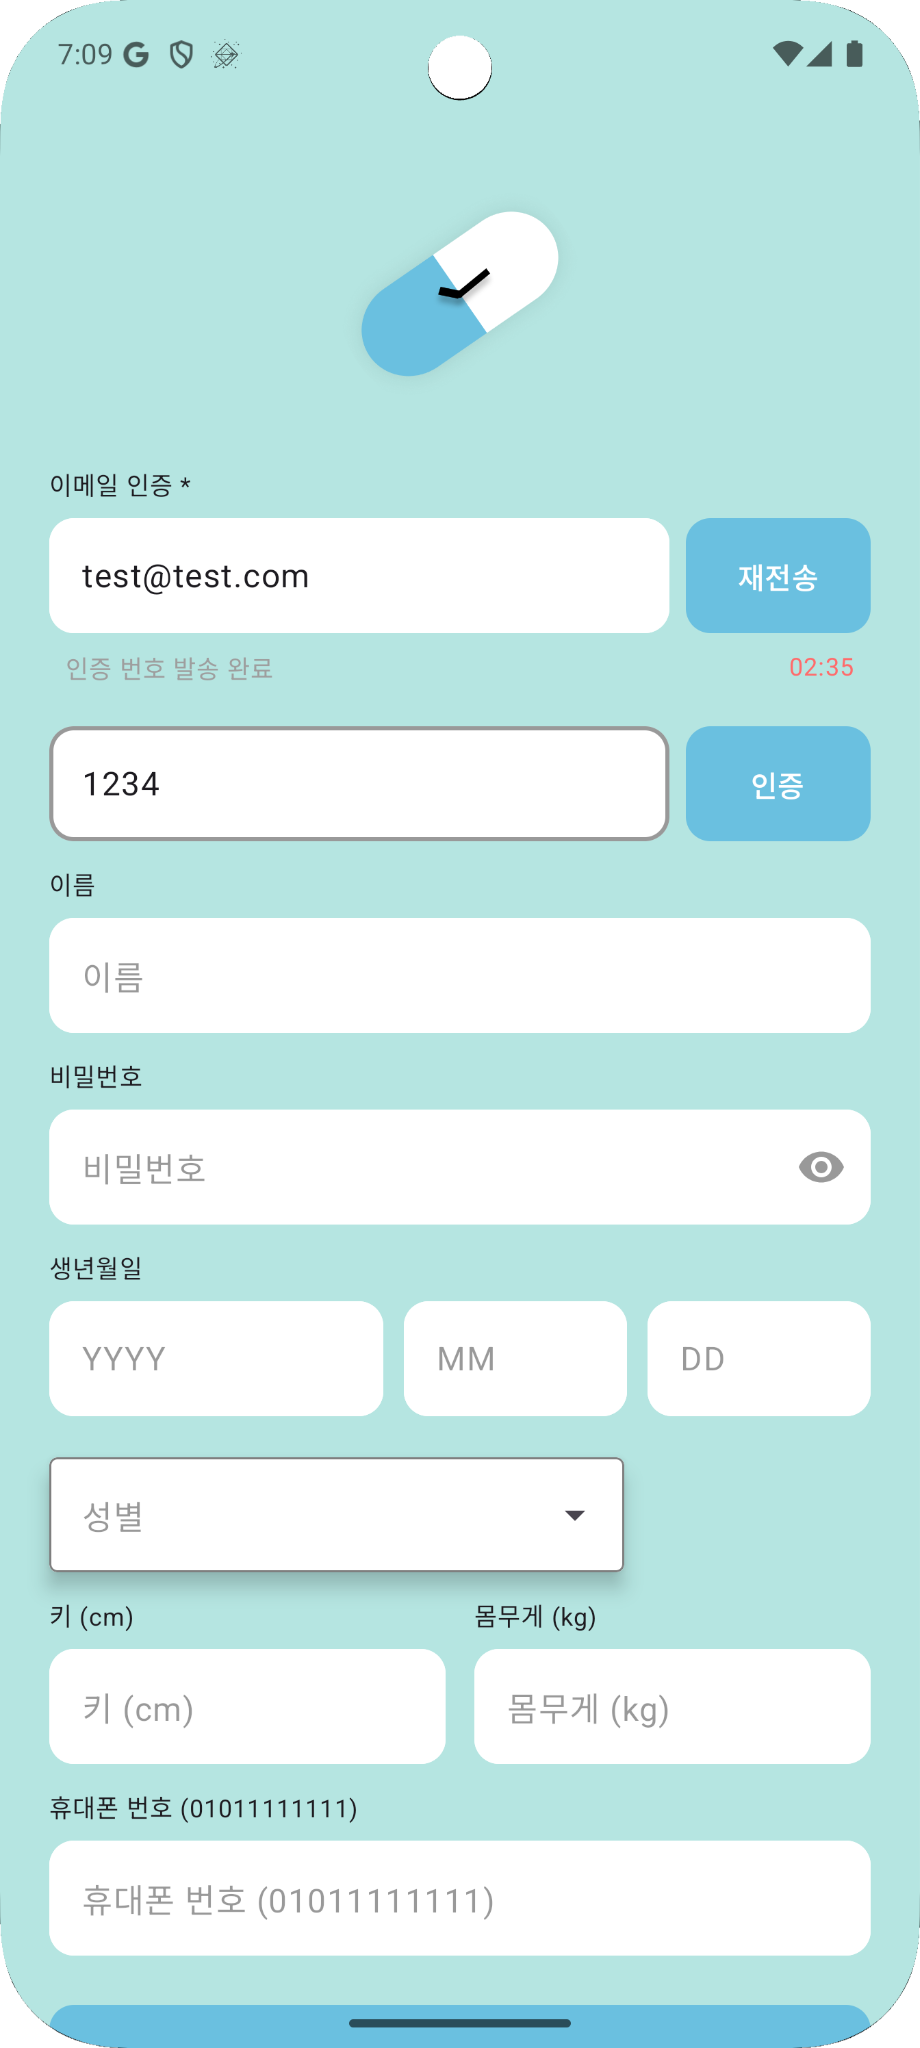 7:09
이메일 인증 *
test@test.com
재전송
인증 번호 발송 완료
02:35
1234
인증
이름
이름
비밀번호
비밀번호
생년월일
YYYY
MM
DD
성별
키 (cm)
몸무게 (kg)
키 (cm)
몸무게 (kg)
휴대폰 번호 (01011111111)
휴대폰 번호 (01011111111)